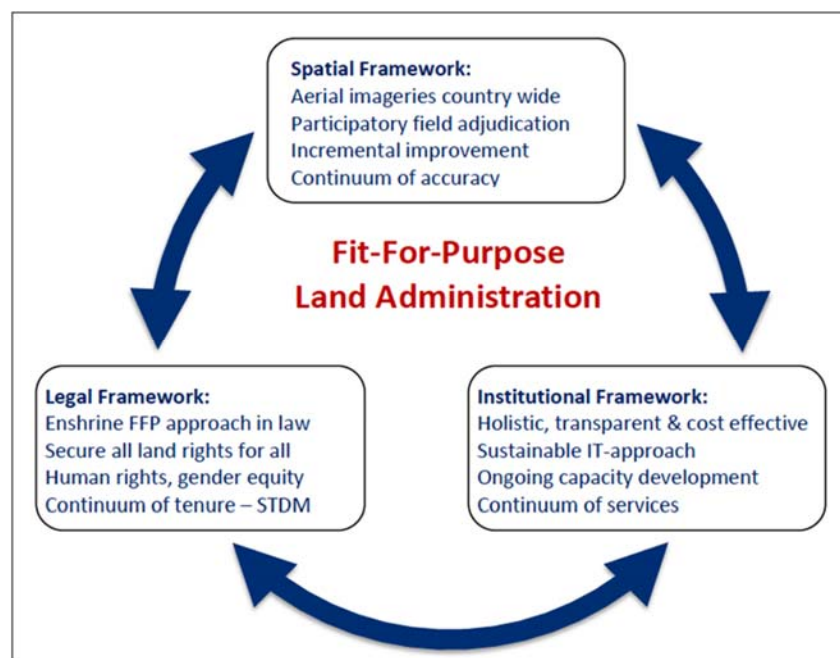 Spatial Framework:
Aerial imageries country wide
Participatory field adjudication
Incremental improvement
Continuum of accuracy
Fit-For-Purpose
Land Administration
Legal Framework:
Enshrine FFP approach in law
Secure all land rights for all
Human rights, gender equity
Continuum of tenure – STDM
Institutional Framework:
Holistic, transparent & cost effective
Sustainable IT-approach
Ongoing capacity development
Continuum of services